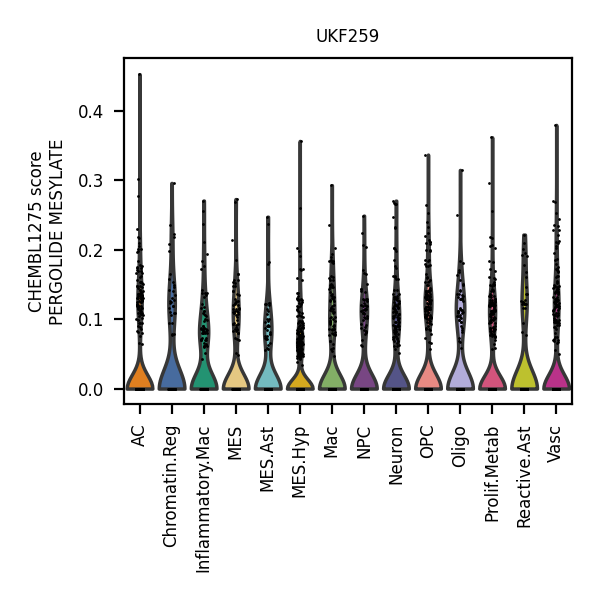 UKF259
CHEMBL1275 score
PERGOLIDE MESYLATE
0.4
0.3
0.2
0.1
0.0
AC
Chromatin.Reg
Inflammatory.Mac
MES
MES.Ast
MES.Hyp
Mac
NPC
Neuron
OPC
Oligo
Prolif.Metab
Reactive.Ast
Vasc